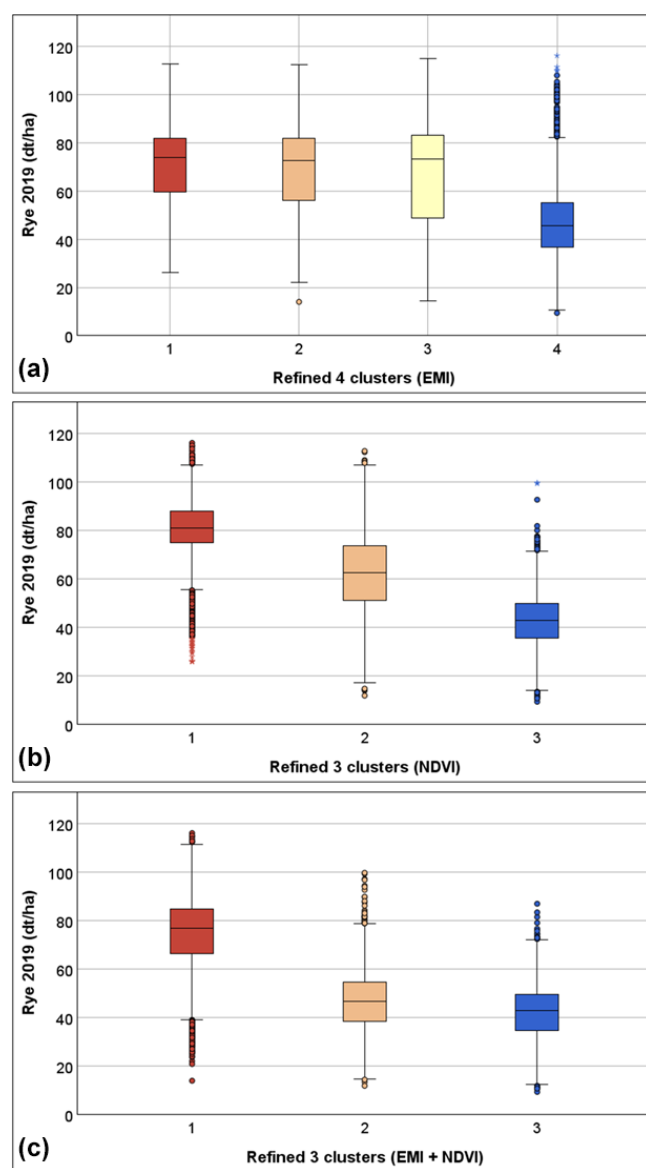 120
100
80
60
40
20
0
Rye 2019 (dt/ha)
1 2 3 4
(a)
Refined 4 clusters (EMI)
120
100
80
60
40
20
0
Rye 2019 (dt/ha)
1 2 3
(b)
Refined 3 clusters (NDVI)
120
100
80
60
40
20
0
Rye 2019 (dt/ha)
1 2 3
(c)
Refined 3 clusters (EMI + NDVI)